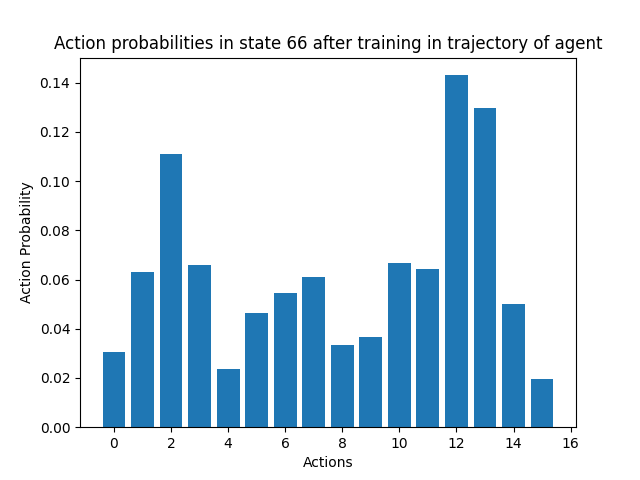 Action probabilities in state 66 after training in trajectory of agent
0.14
0.12
0.10
0.08
0.06
0.04
0.02
0.00
Action Probability
0 2 4 6 8 10 12 14 16
Actions